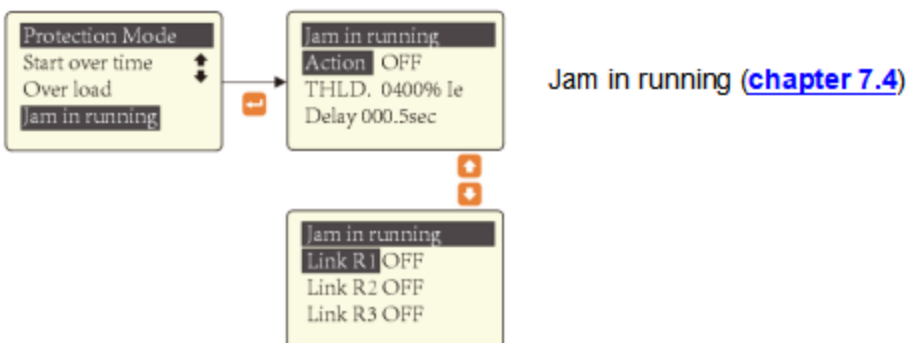 Protection Mode
Start over time
Over load
Jam in running
Jam in running
Action OFF
THLD. 0400% Ie
Delay 000.5sec
Jam in running (chapter 7.4)
Jam in running
Link R1 OFF
Link R2 OFF
Link R3 OFF